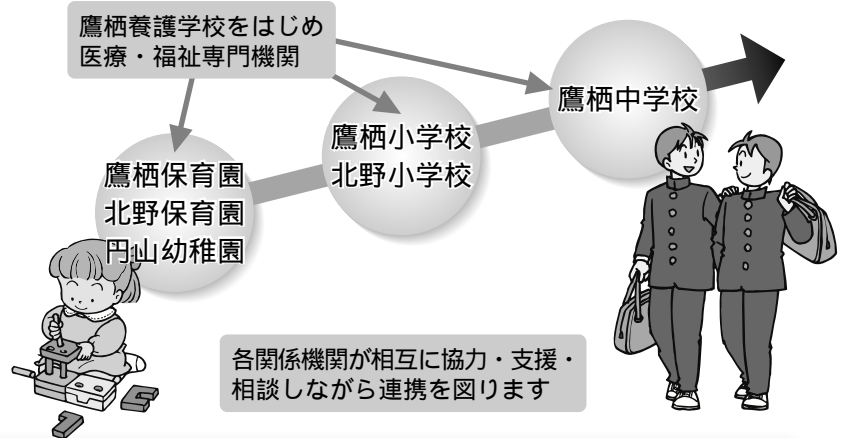 鷹栖養護学校をはじめ
医療・福祉専門機関
鷹栖中学校
鷹栖小学校
北野小学校
鷹栖保育園
北野保育園
円山幼稚園
各関係機関が相互に協力・支援・
相談しながら連携を図ります